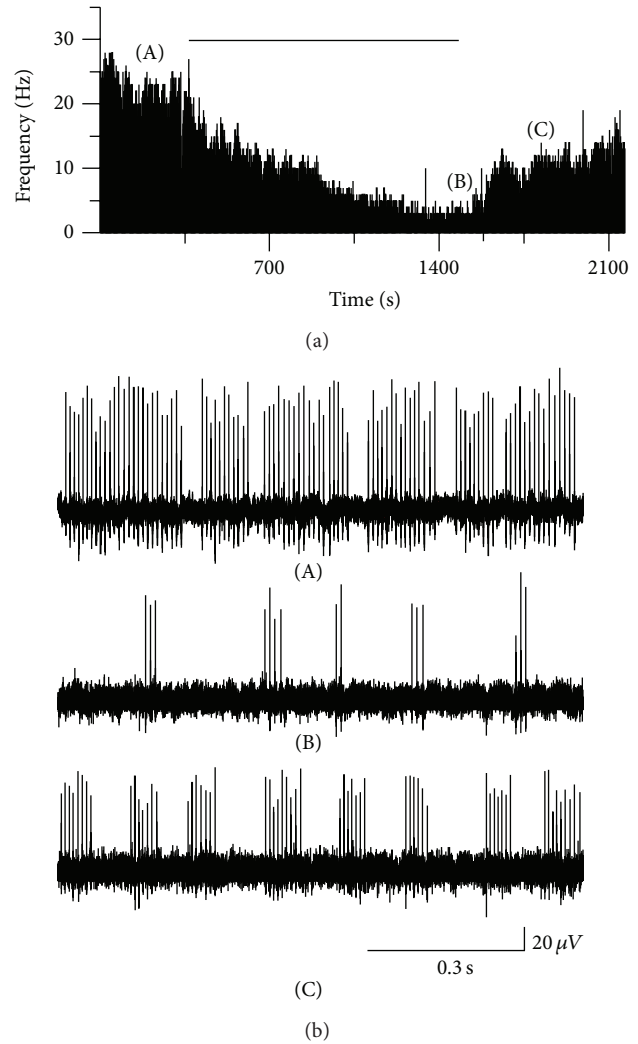 (A)
(B)
(C)
Frequency (Hz)
30
20
10
0
700 1400 2100
Time (s)
(a)
(A)
(B)
20 μV
0.3 s
(C)
(b)